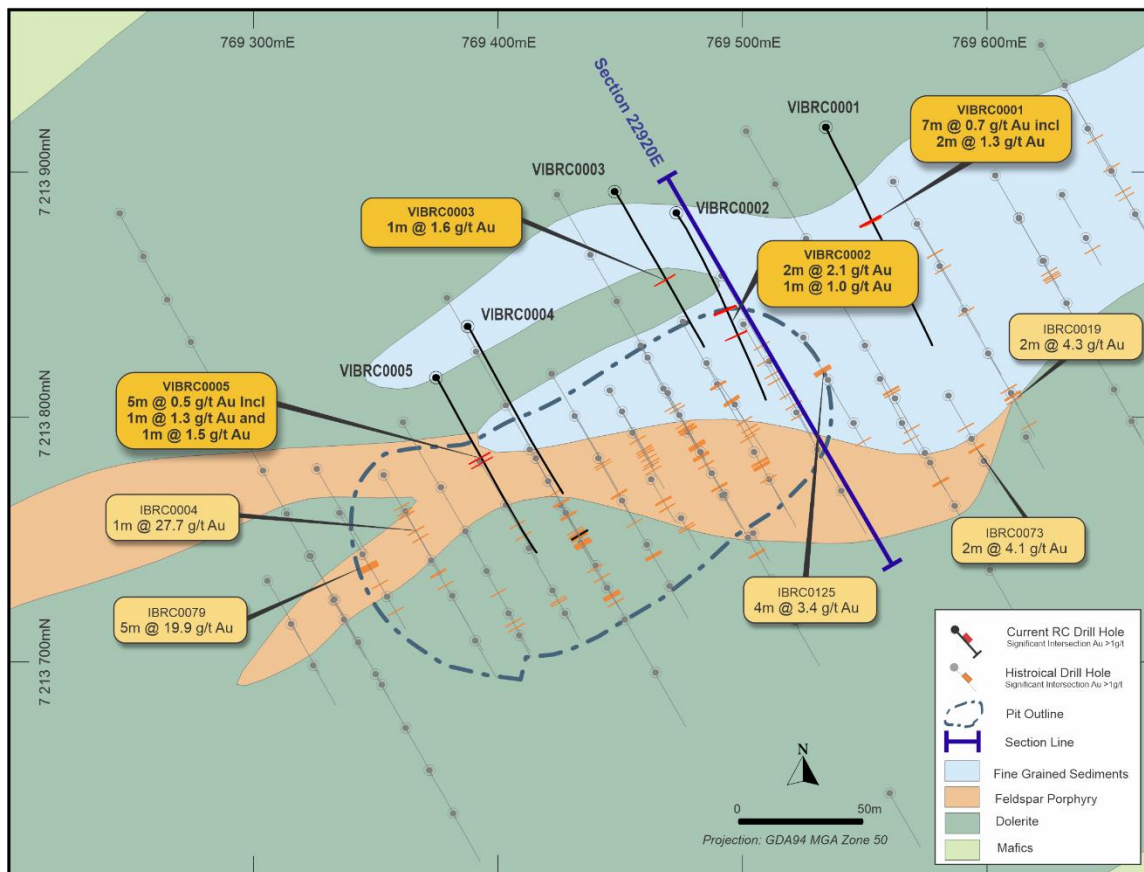 769 300mE
769 400mE
769 500mE
769 600mE
7 213 900mN
7 213 800mN
7 213 700mN
Section 22920E
VIBRC0001
VIBRC0003
VIBRC0002
VIBRC0004
VIBRC0005
VIBRC0001
7m @ 0.7 g/t Au incl
2m @ 1.3 g/t Au
VIBRC0003
1m @ 1.6 g/t Au
VIBRC0002
2m @ 2.1 g/t Au
1m @ 1.0 g/t Au
IBRC0019
2m @ 4.3 g/t Au
VIBRC0005
5m @ 0.5 g/t Au Incl
1m @ 1.3 g/t Au and
1m @ 1.5 g/t Au
IBRC0004
1m @ 27.7 g/t Au
IBRC0079
5m @ 19.9 g/t Au
IBRC0073
2m @ 4.1 g/t Au
IBRC0125
4m @ 3.4 g/t Au
N
0
50m
Projection: GDA94 MGA Zone 50
Current RC Drill Hole
Significant Intersection Au >1g/t
Histroical Drill Hole
Significant Intersection Au >1g/t
Pit Outline
Section Line
Fine Grained Sediments
Feldspar Porphyry
Dolerite
Mafics